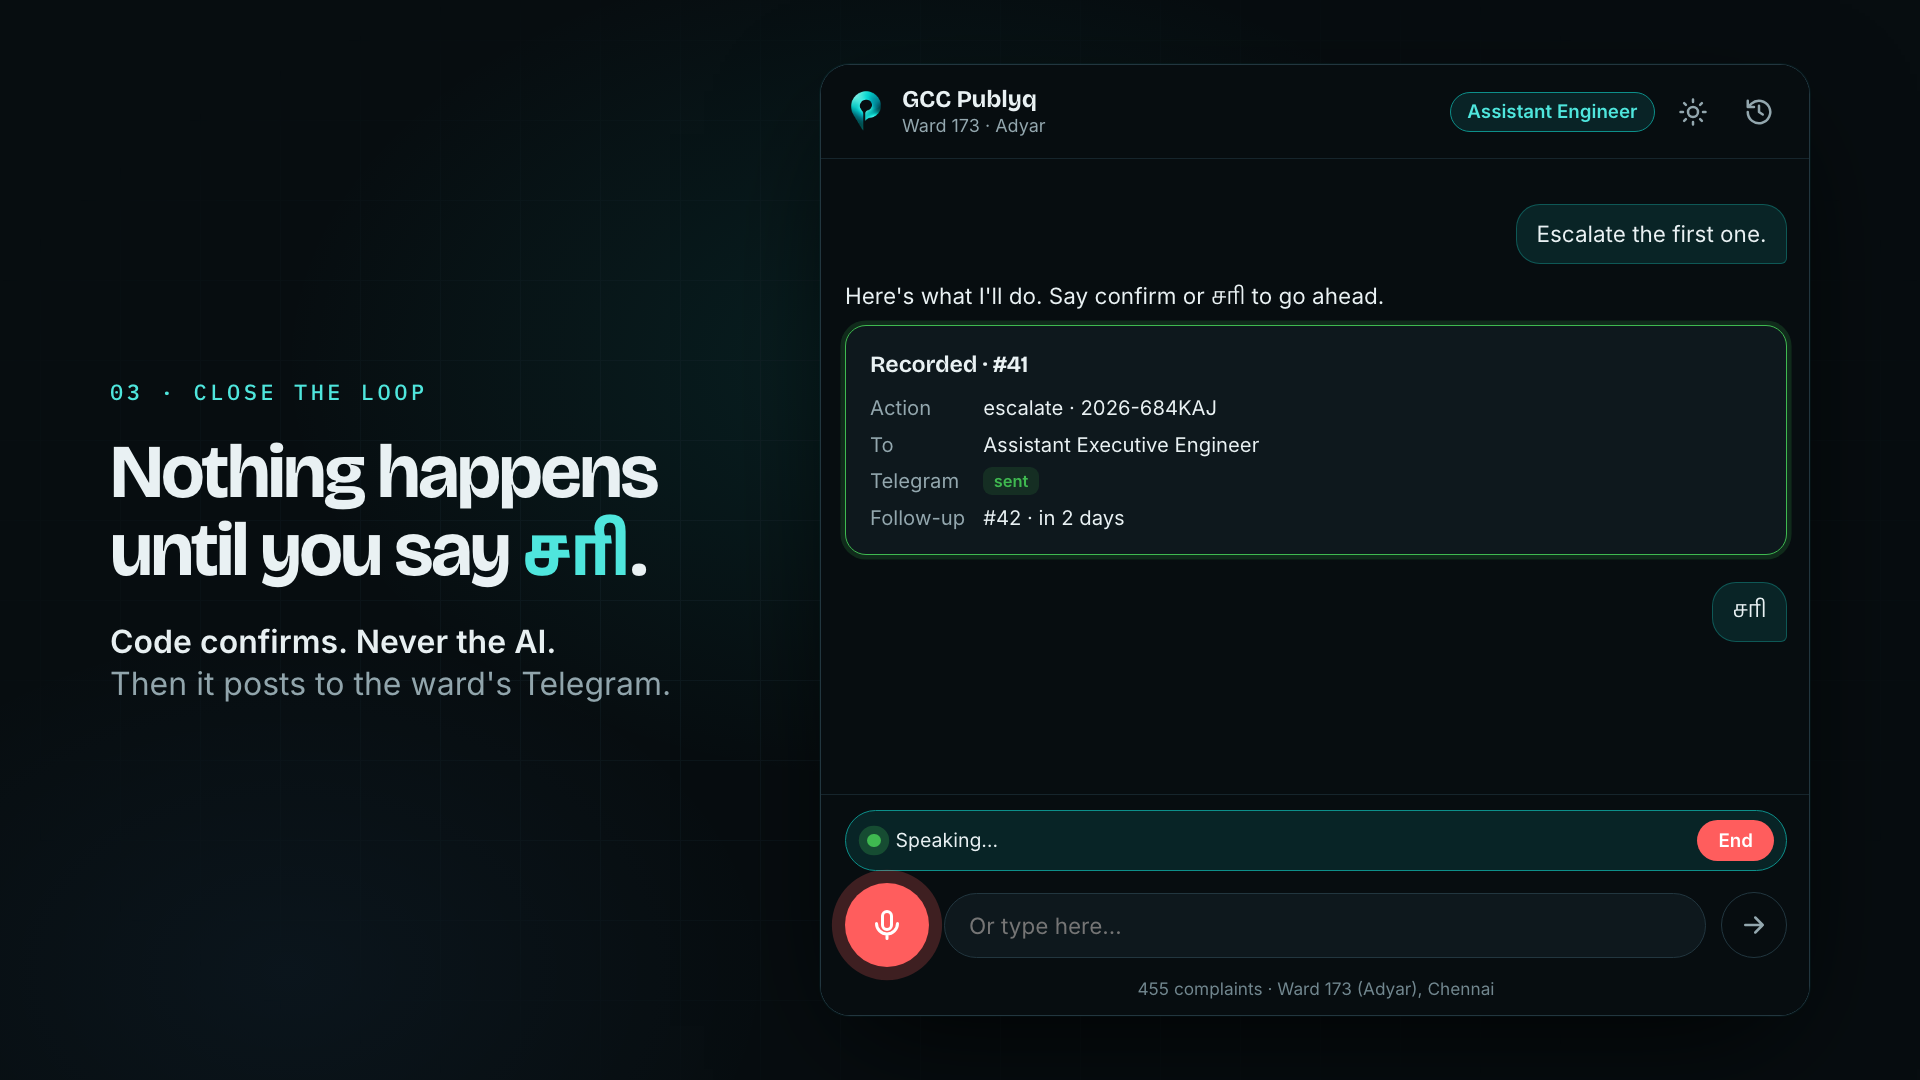 03 · CLOSE THE LOOP
Nothing happens
until you say சரி.
Code confirms. Never the AI.
Then it posts to the ward's Telegram.
GCC Publyq
Ward 173 · Adyar
Assistant Engineer
Escalate the first one.
Here's what I'll do. Say confirm or சரி to go ahead.
Recorded · #41
Action escalate · 2026-684KAJ
To Assistant Executive Engineer
Telegram sent
Follow-up #42 · in 2 days
சரி
Speaking...
End
Or type here...
455 complaints · Ward 173 (Adyar), Chennai